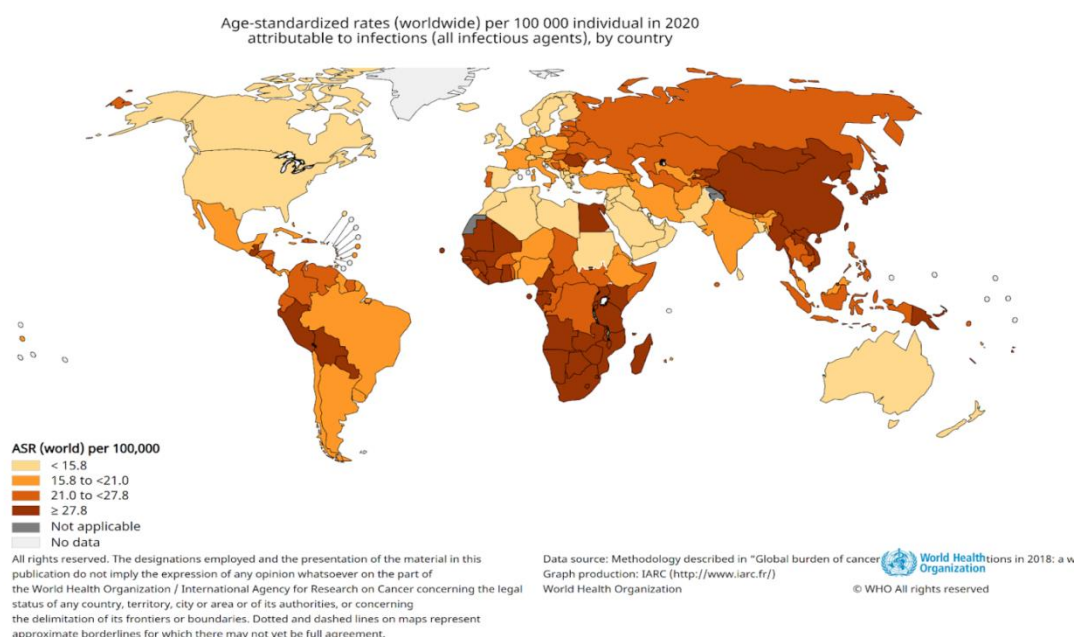 Age-standardized rates (worldwide) per 100 000 individual in 2020
attributable to infections (all infectious agents), by country
ASR (world) per 100,000
< 15.8
15.8 to <21.0
21.0 to <27.8
≥ 27.8
Not applicable
No data
All rights reserved. The designations employed and the presentation of the material in this
publication do not imply the expression of any opinion whatsoever on the part of
the World Health Organization / International Agency for Research on Cancer concerning the legal
status of any country, territory, city or area or of its authorities, or concerning
the delimitation of its frontiers or boundaries. Dotted and dashed lines on maps represent
approximate borderlines for which there may not yet be full agreement.
Data source: Methodology described in "Global burden of cancer tions in 2018: a w
Graph production: IARC (http://www.iarc.fr/)
World Health Organization
World Health
Organization
© WHO All rights reserved